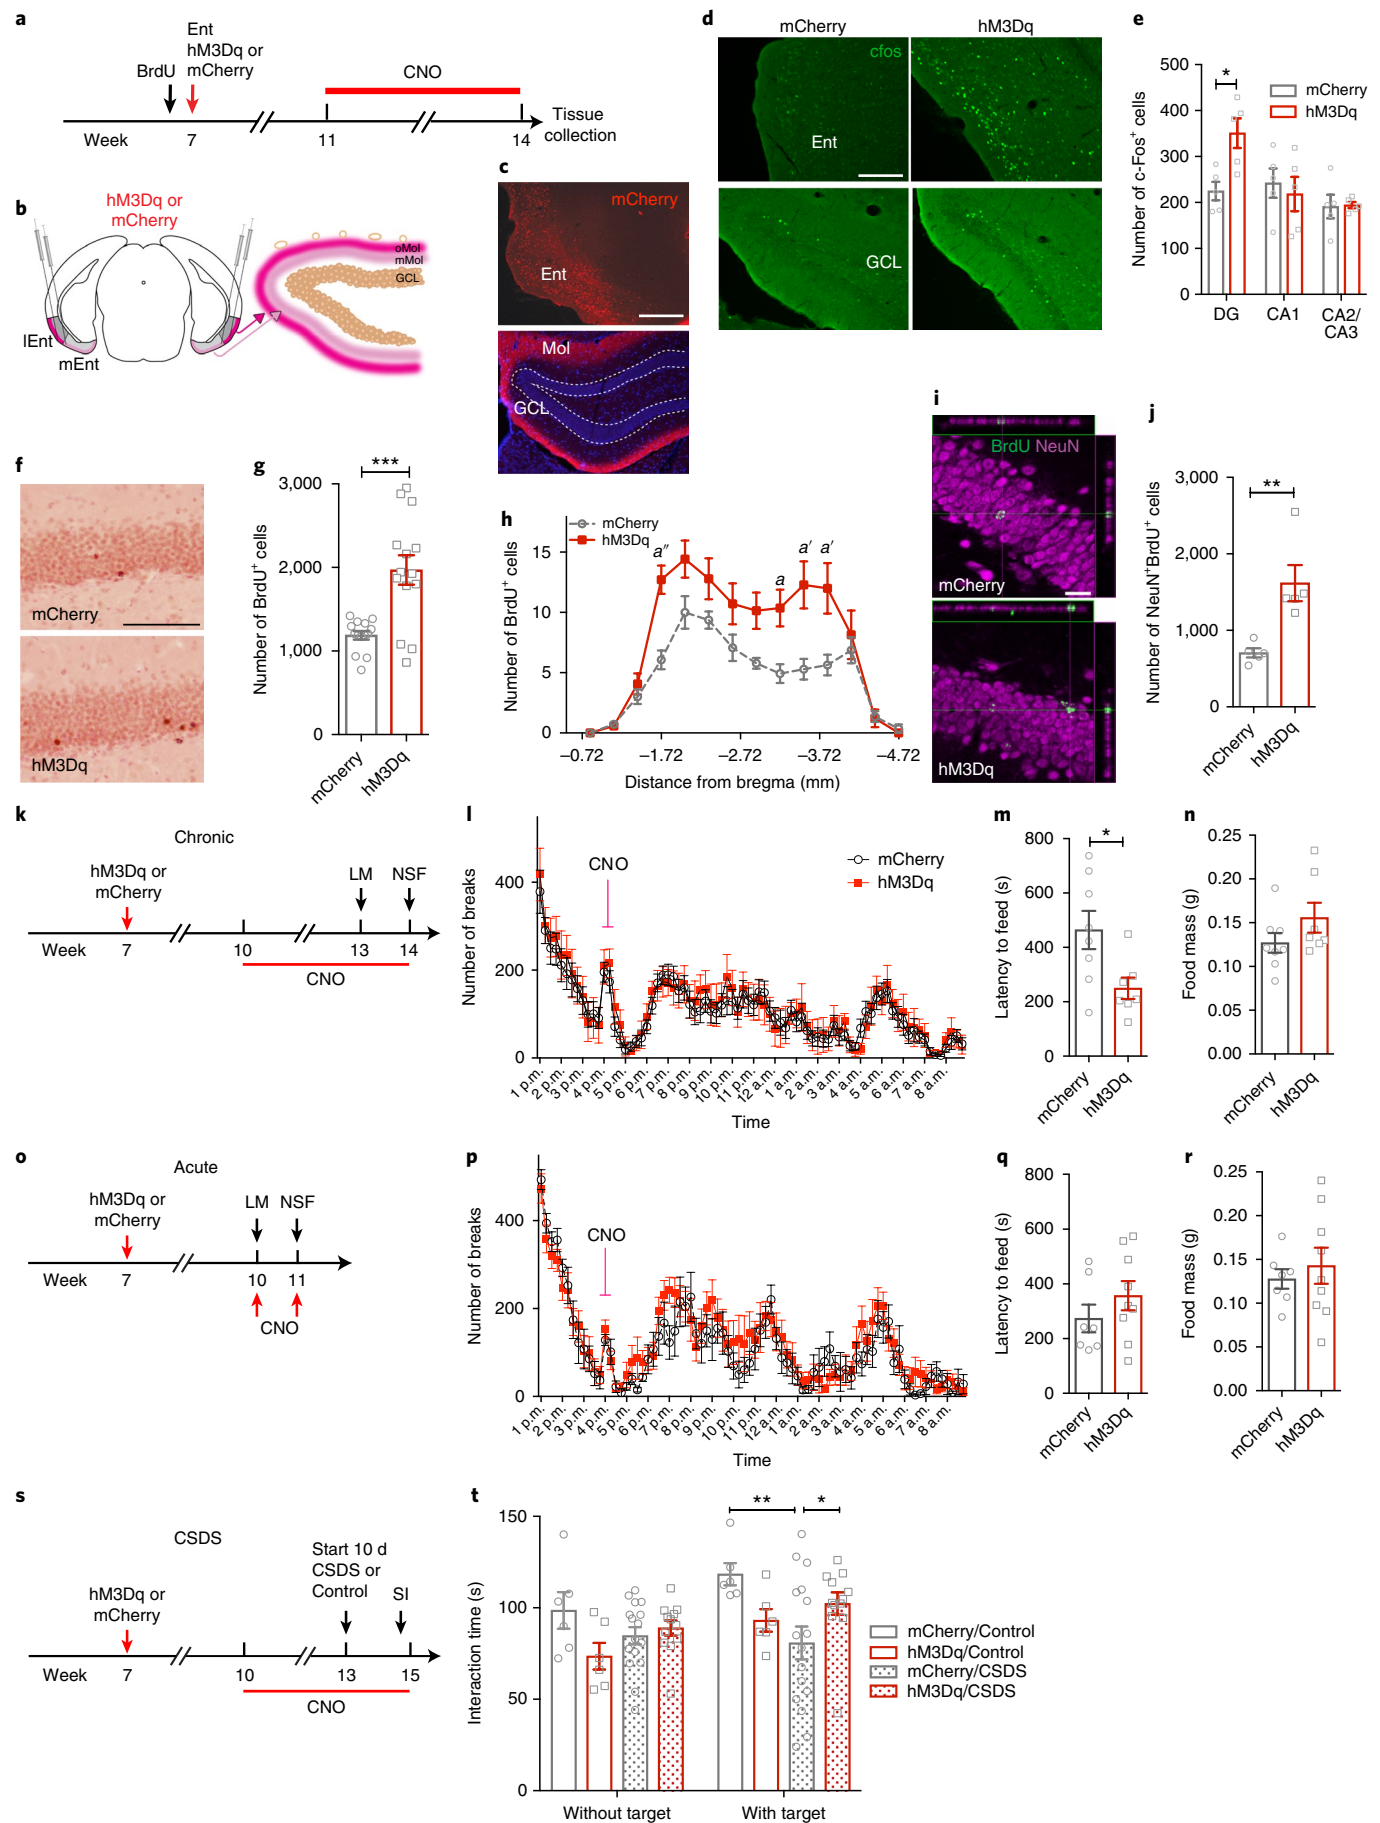 a
Ent
hM3Dq or
mCherry
BrdU
CNO
Tissue
collection
Week
7
11
14
b
hM3Dq or
mCherry
oMol
mMol
GCL
lEnt
mEnt
c
mCherry
Ent
Mol
GCL
d
mCherry
hM3Dq
cfos
Ent
GCL
e
Number of c-Fos⁺ cells
500
400
300
200
100
0
*
mCherry
hM3Dq
DG
CA1
CA2/
CA3
f
mCherry
hM3Dq
g
Number of BrdU⁺ cells
3,000
2,000
1,000
0
***
mCherry
hM3Dq
h
Number of BrdU⁺ cells
mCherry
hM3Dq
15
10
5
0
a″
a
a′
a′
–0.72
–1.72
–2.72
–3.72
–4.72
Distance from bregma (mm)
i
BrdU NeuN
mCherry
hM3Dq
j
Number of NeuN⁺BrdU⁺ cells
3,000
2,000
1,000
0
**
mCherry
hM3Dq
k
Chronic
hM3Dq or
mCherry
LM
NSF
Week
7
10
13
14
CNO
l
Number of breaks
400
200
0
CNO
mCherry
hM3Dq
1 p.m.
2 p.m.
3 p.m.
4 p.m.
5 p.m.
6 p.m.
7 p.m.
8 p.m.
9 p.m.
10 p.m.
11 p.m.
12 a.m.
1 a.m.
2 a.m.
3 a.m.
4 a.m.
5 a.m.
6 a.m.
7 a.m.
8 a.m.
Time
m
Latency to feed (s)
800
600
400
200
0
*
mCherry
hM3Dq
n
Food mass (g)
0.25
0.20
0.15
0.10
0.05
0.00
mCherry
hM3Dq
o
Acute
hM3Dq or
mCherry
LM
NSF
Week
7
10
11
CNO
p
Number of breaks
400
200
0
CNO
1 p.m.
2 p.m.
3 p.m.
4 p.m.
5 p.m.
6 p.m.
7 p.m.
8 p.m.
9 p.m.
10 p.m.
11 p.m.
12 a.m.
1 a.m.
2 a.m.
3 a.m.
4 a.m.
5 a.m.
6 a.m.
7 a.m.
8 a.m.
Time
q
Latency to feed (s)
800
600
400
200
0
mCherry
hM3Dq
r
Food mass (g)
0.25
0.20
0.15
0.10
0.05
0.00
mCherry
hM3Dq
s
CSDS
hM3Dq or
mCherry
Start 10 d
CSDS or
Control
SI
Week
7
10
13
15
CNO
t
Interaction time (s)
150
100
50
0
**
*
Without target
With target
mCherry/Control
hM3Dq/Control
mCherry/CSDS
hM3Dq/CSDS